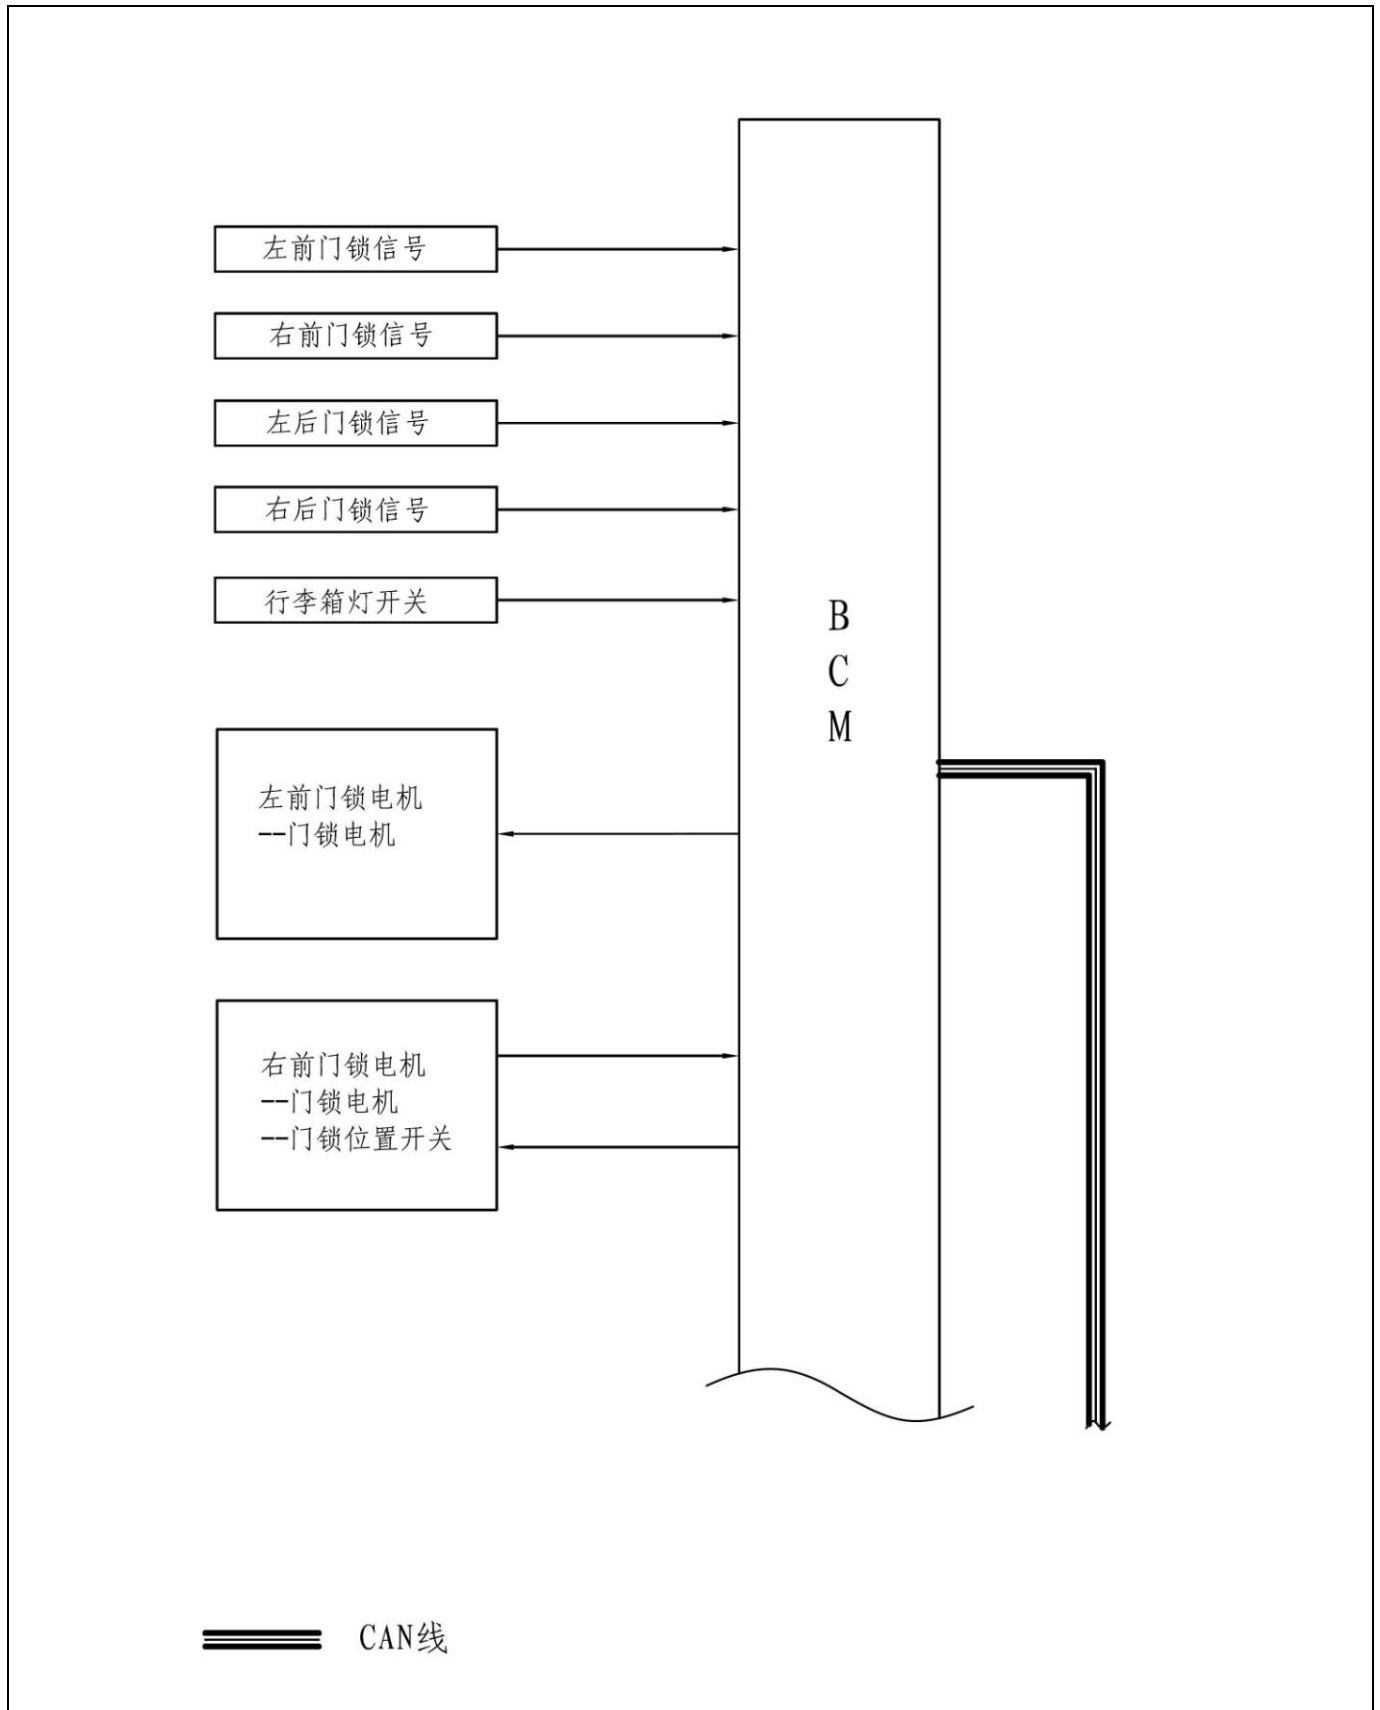 左前门锁信号
右前门锁信号
左后门锁信号
右后门锁信号
行李箱灯开关
B
C
M
左前门锁电机
--门锁电机
右前门锁电机
--门锁电机
--门锁位置开关
CAN线